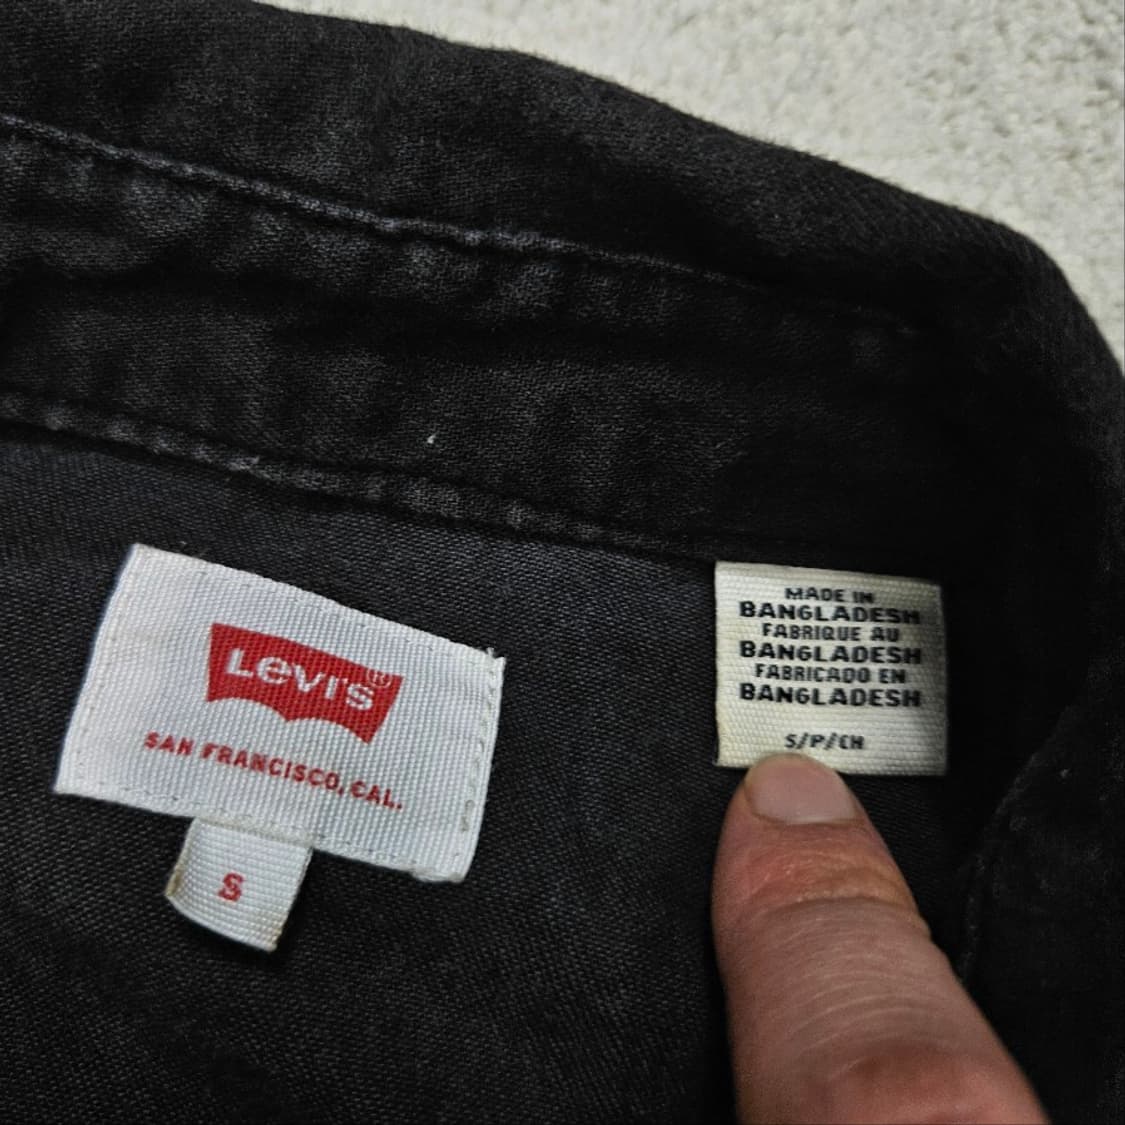 Levi's®
SAN FRANCISCO, CAL.
S
MADE IN
BANGLADESH
FABRIQUE AU
BANGLADESH
FABRICADO EN
BANGLADESH
S/P/CH